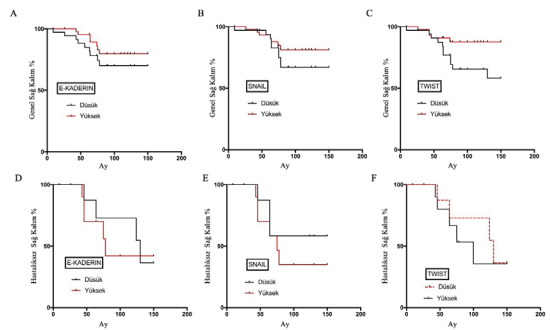 A
Genel Sağ Kalım %
100
50
0
E-KADERIN
Düşük
Yüksek
0
50
100
150
200
Ay
B
Genel Sağ Kalım %
100
50
0
SNAIL
Düşük
Yüksek
0
50
100
150
200
Ay
C
Genel Sağ Kalım %
100
50
0
TWIST
Düşük
Yüksek
0
50
100
150
200
Ay
D
Hastalıksız Sağ Kalım %
100
50
0
E-KADERIN
Düşük
Yüksek
0
50
100
150
200
Ay
E
Hastalıksız Sağ Kalım %
100
50
0
SNAIL
Düşük
Yüksek
0
50
100
150
200
Ay
F
Hastalıksız Sağ Kalım %
100
50
0
TWIST
Düşük
Yüksek
0
50
100
150
200
Ay